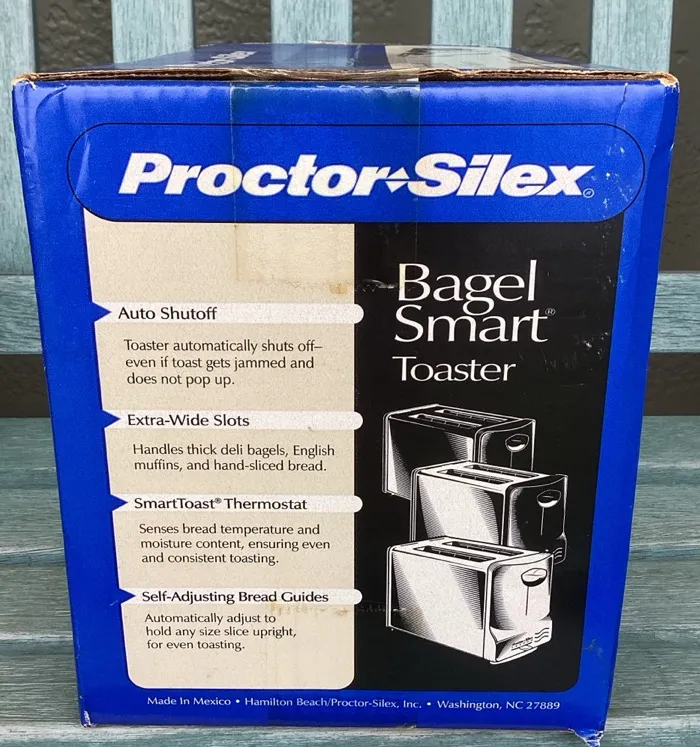 Proctor-Silex®
Bagel
Smart®
Toaster
Auto Shutoff
Toaster automatically shuts off–
even if toast gets jammed and
does not pop up.
Extra-Wide Slots
Handles thick deli bagels, English
muffins, and hand-sliced bread.
SmartToast® Thermostat
Senses bread temperature and
moisture content, ensuring even
and consistent toasting.
Self-Adjusting Bread Guides
Automatically adjust to
hold any size slice upright,
for even toasting.
Made In Mexico • Hamilton Beach/Proctor-Silex, Inc. • Washington, NC 27889